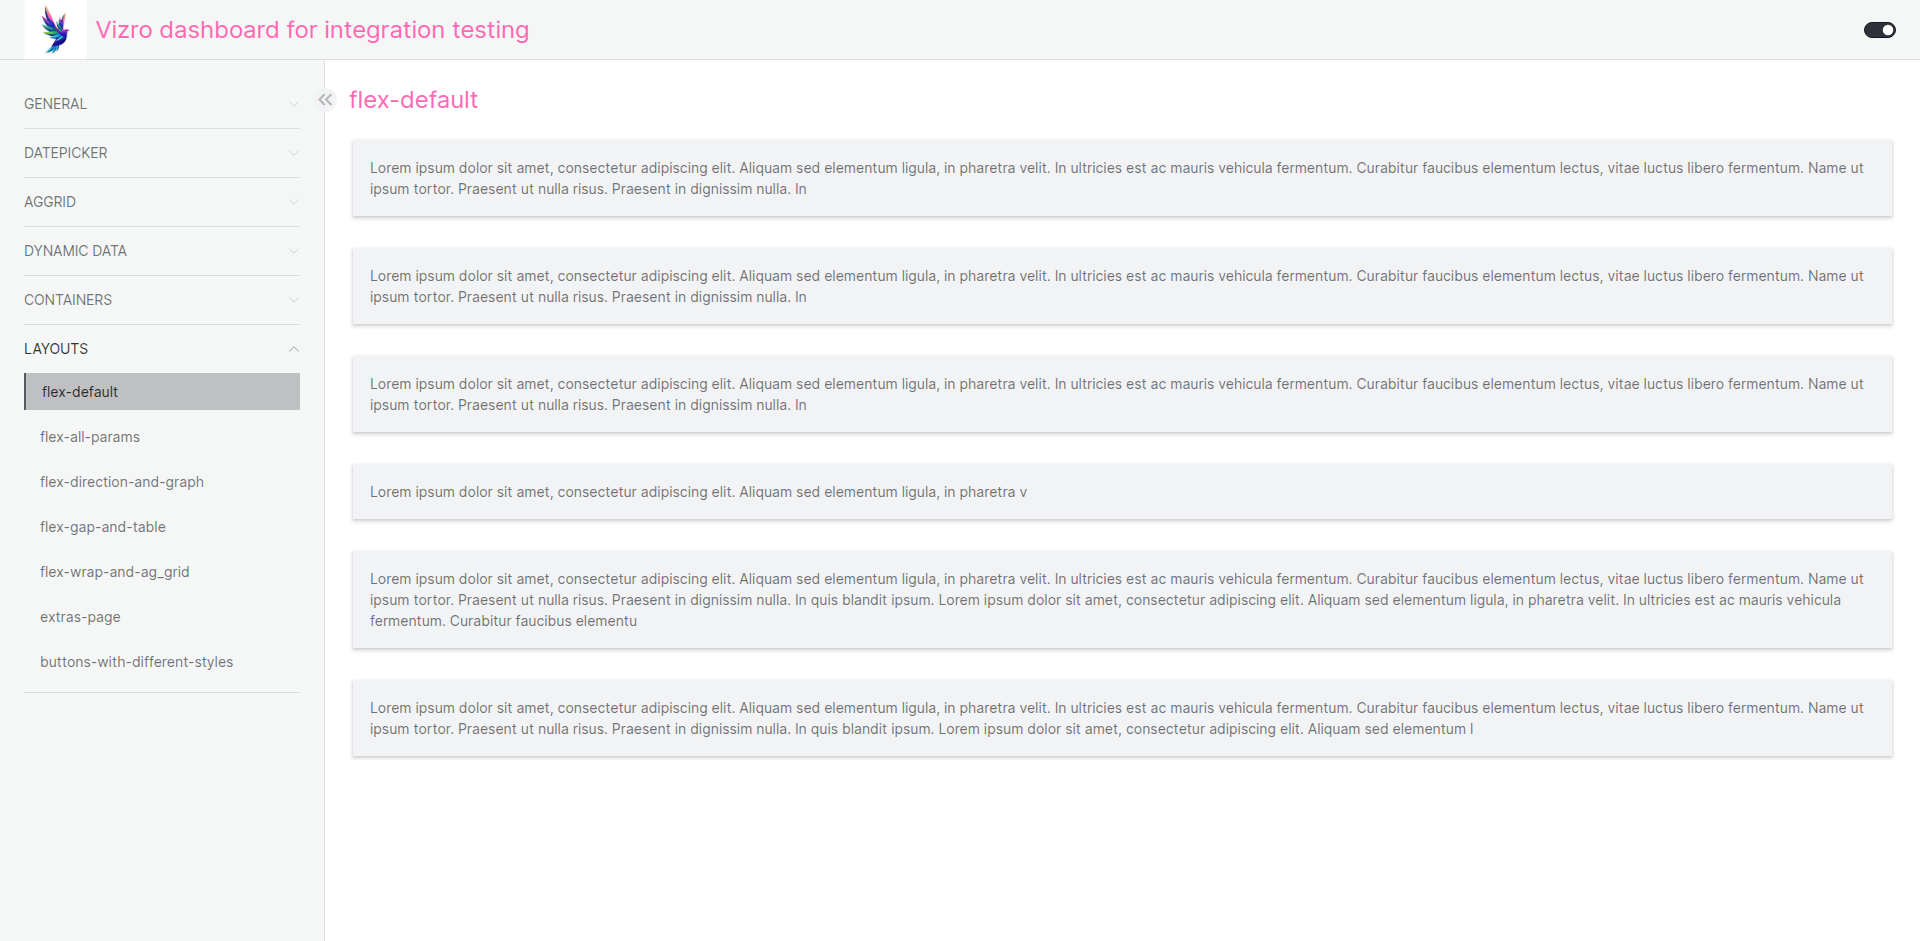 Vizro dashboard for integration testing
GENERAL
DATEPICKER
AGGRID
DYNAMIC DATA
CONTAINERS
LAYOUTS
flex-default
flex-all-params
flex-direction-and-graph
flex-gap-and-table
flex-wrap-and-ag_grid
extras-page
buttons-with-different-styles
flex-default
Lorem ipsum dolor sit amet, consectetur adipiscing elit. Aliquam sed elementum ligula, in pharetra velit. In ultricies est ac mauris vehicula fermentum. Curabitur faucibus elementum lectus, vitae luctus libero fermentum. Name ut
ipsum tortor. Praesent ut nulla risus. Praesent in dignissim nulla. In
Lorem ipsum dolor sit amet, consectetur adipiscing elit. Aliquam sed elementum ligula, in pharetra velit. In ultricies est ac mauris vehicula fermentum. Curabitur faucibus elementum lectus, vitae luctus libero fermentum. Name ut
ipsum tortor. Praesent ut nulla risus. Praesent in dignissim nulla. In
Lorem ipsum dolor sit amet, consectetur adipiscing elit. Aliquam sed elementum ligula, in pharetra velit. In ultricies est ac mauris vehicula fermentum. Curabitur faucibus elementum lectus, vitae luctus libero fermentum. Name ut
ipsum tortor. Praesent ut nulla risus. Praesent in dignissim nulla. In
Lorem ipsum dolor sit amet, consectetur adipiscing elit. Aliquam sed elementum ligula, in pharetra v
Lorem ipsum dolor sit amet, consectetur adipiscing elit. Aliquam sed elementum ligula, in pharetra velit. In ultricies est ac mauris vehicula fermentum. Curabitur faucibus elementum lectus, vitae luctus libero fermentum. Name ut
ipsum tortor. Praesent ut nulla risus. Praesent in dignissim nulla. In quis blandit ipsum. Lorem ipsum dolor sit amet, consectetur adipiscing elit. Aliquam sed elementum ligula, in pharetra velit. In ultricies est ac mauris vehicula
fermentum. Curabitur faucibus elementu
Lorem ipsum dolor sit amet, consectetur adipiscing elit. Aliquam sed elementum ligula, in pharetra velit. In ultricies est ac mauris vehicula fermentum. Curabitur faucibus elementum lectus, vitae luctus libero fermentum. Name ut
ipsum tortor. Praesent ut nulla risus. Praesent in dignissim nulla. In quis blandit ipsum. Lorem ipsum dolor sit amet, consectetur adipiscing elit. Aliquam sed elementum l